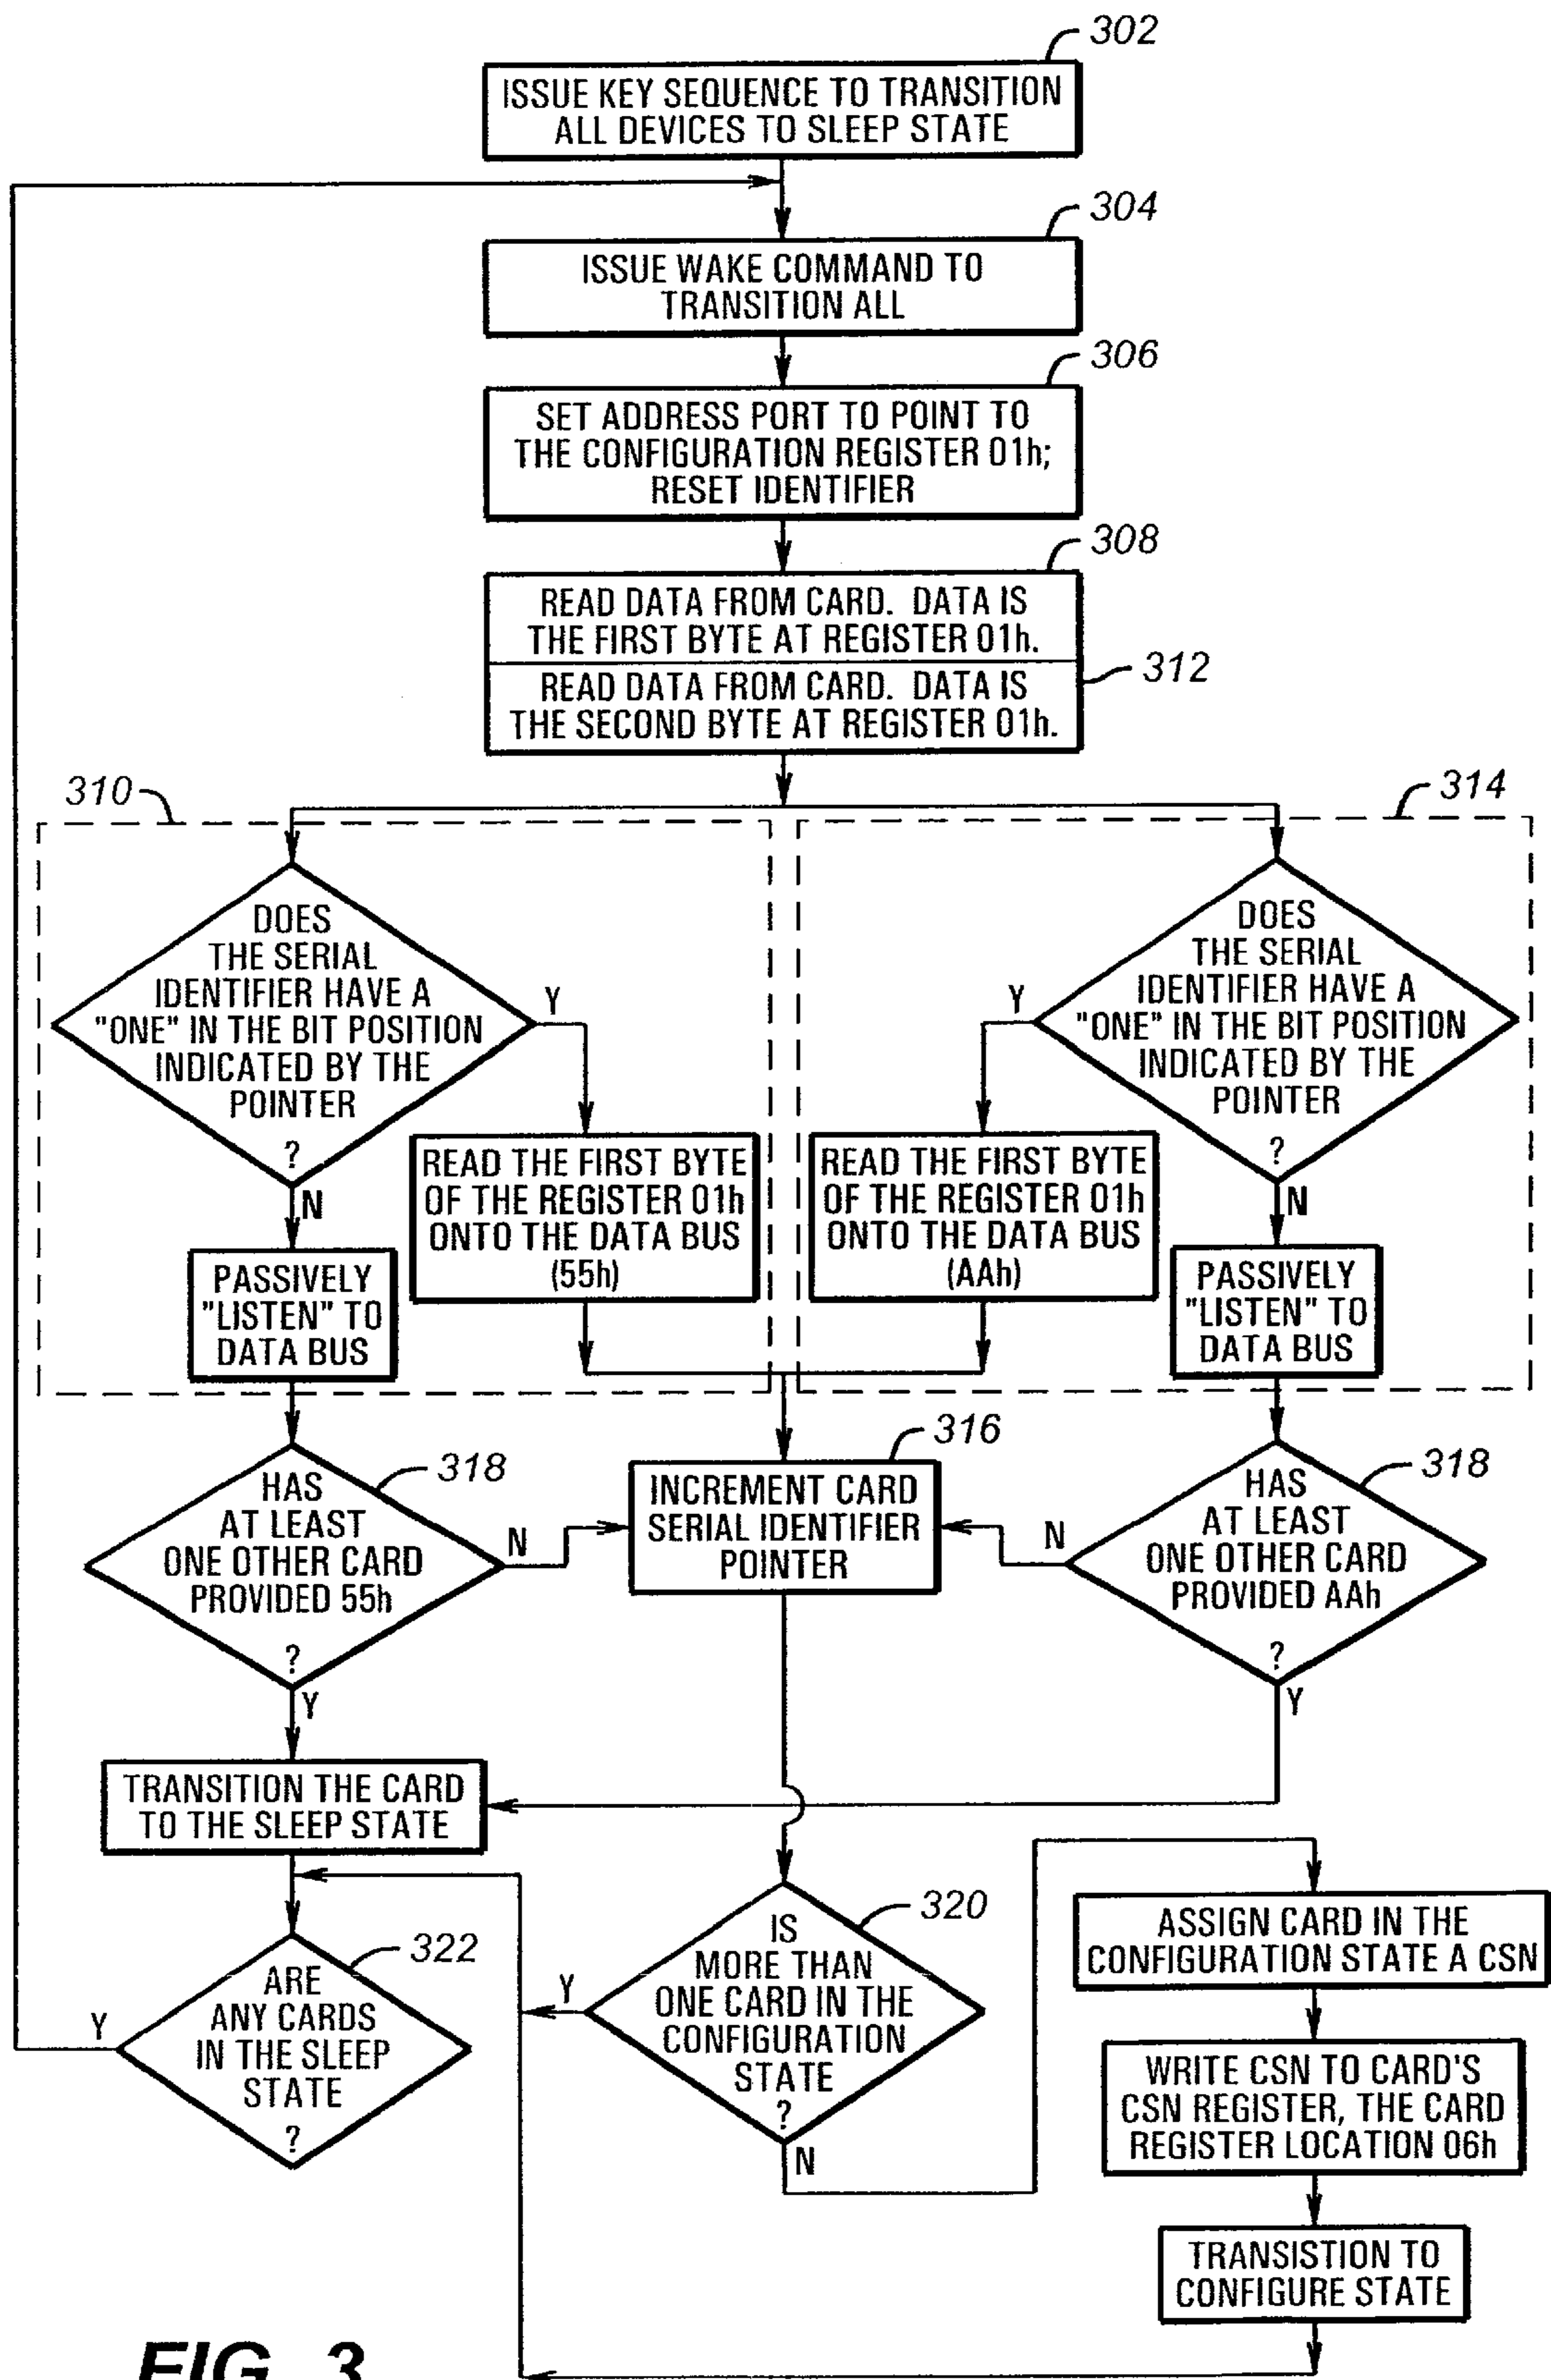 302
ISSUE KEY SEQUENCE TO TRANSITION
ALL DEVICES TO SLEEP STATE
304
ISSUE WAKE COMMAND TO
TRANSITION ALL
306
SET ADDRESS PORT TO POINT TO
THE CONFIGURATION REGISTER 01h;
RESET IDENTIFIER
308
READ DATA FROM CARD. DATA IS
THE FIRST BYTE AT REGISTER 01h.
312
READ DATA FROM CARD. DATA IS
THE SECOND BYTE AT REGISTER 01h.
310
DOES
THE SERIAL
IDENTIFIER HAVE A
"ONE" IN THE BIT POSITION
INDICATED BY THE
POINTER
?
Y
N
READ THE FIRST BYTE
OF THE REGISTER 01h
ONTO THE DATA BUS
(55h)
PASSIVELY
"LISTEN" TO
DATA BUS
314
DOES
THE SERIAL
IDENTIFIER HAVE A
"ONE" IN THE BIT POSITION
INDICATED BY THE
POINTER
?
Y
N
READ THE FIRST BYTE
OF THE REGISTER 01h
ONTO THE DATA BUS
(AAh)
PASSIVELY
"LISTEN" TO
DATA BUS
318
HAS
AT LEAST
ONE OTHER CARD
PROVIDED 55h
?
N
Y
316
INCREMENT CARD
SERIAL IDENTIFIER
POINTER
318
HAS
AT LEAST
ONE OTHER CARD
PROVIDED AAh
?
N
Y
TRANSITION THE CARD
TO THE SLEEP STATE
322
ARE
ANY CARDS
IN THE SLEEP
STATE
?
Y
320
IS
MORE THAN
ONE CARD IN THE
CONFIGURATION
STATE
?
Y
N
ASSIGN CARD IN THE
CONFIGURATION STATE A CSN
WRITE CSN TO CARD'S
CSN REGISTER, THE CARD
REGISTER LOCATION 06h
TRANSISTION TO
CONFIGURE STATE
FIG. 3